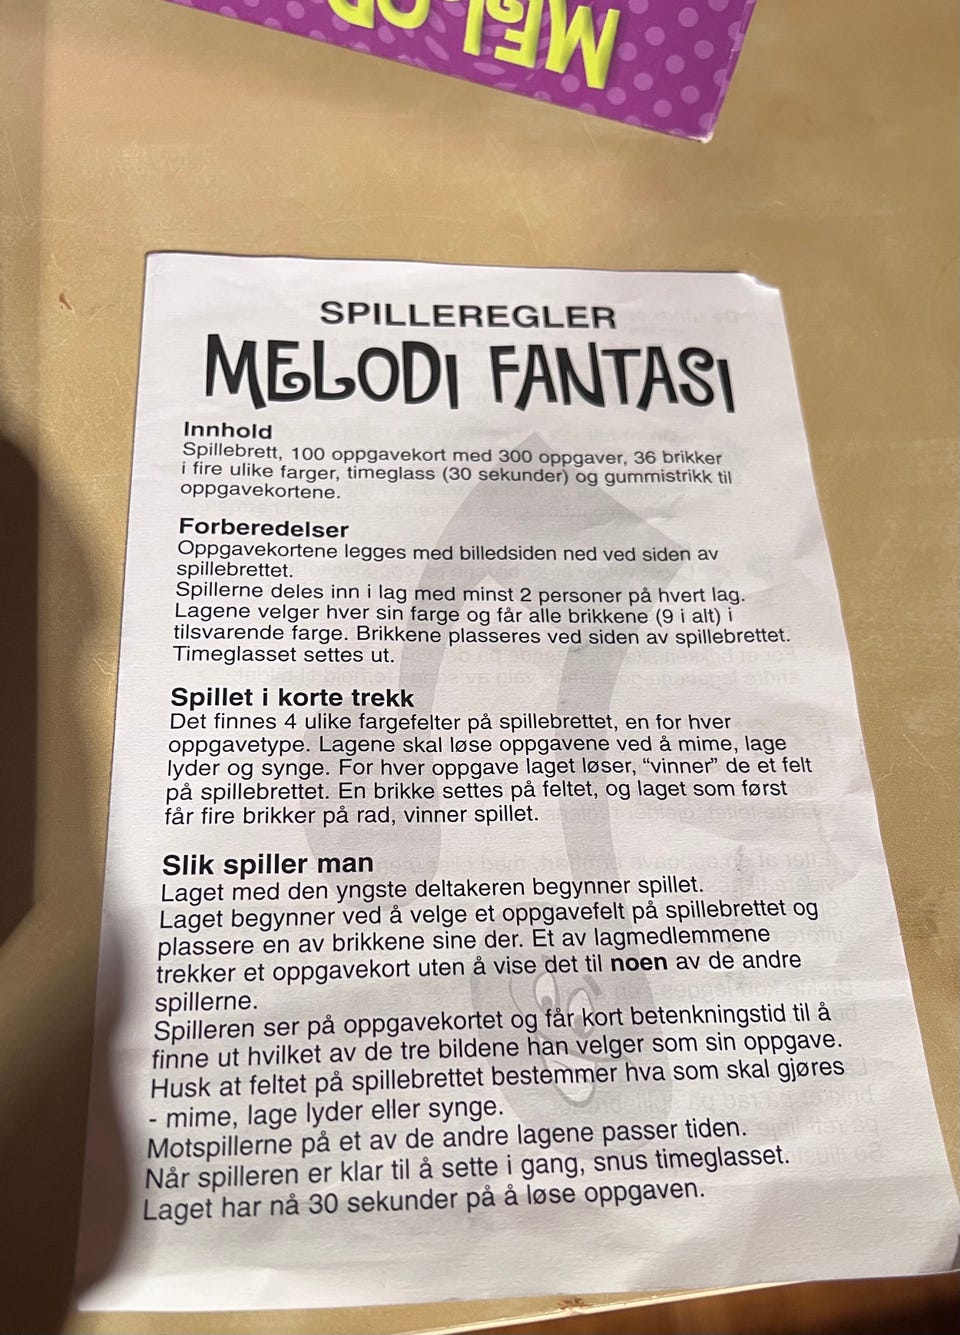 MELOD
SPILLEREGLER
MELODI FANTASI
Innhold
Spillebrett, 100 oppgavekort med 300 oppgaver, 36 brikker
i fire ulike farger, timeglass (30 sekunder) og gummistrikk til
oppgavekortene.
Forberedelser
Oppgavekortene legges med billedsiden ned ved siden av
spillebrettet.
Spillerne deles inn i lag med minst 2 personer på hvert lag.
Lagene velger hver sin farge og får alle brikkene (9 i alt) i
tilsvarende farge. Brikkene plasseres ved siden av spillebrettet.
Timeglasset settes ut.
Spillet i korte trekk
Det finnes 4 ulike fargefelter på spillebrettet, en for hver
oppgavetype. Lagene skal løse oppgavene ved å mime, lage
lyder og synge. For hver oppgave laget løser, “vinner” de et felt
på spillebrettet. En brikke settes på feltet, og laget som først
får fire brikker på rad, vinner spillet.
Slik spiller man
Laget med den yngste deltakeren begynner spillet.
Laget begynner ved å velge et oppgavefelt på spillebrettet og
plassere en av brikkene sine der. Et av lagmedlemmene
trekker et oppgavekort uten å vise det til noen av de andre
spillerne.
Spilleren ser på oppgavekortet og får kort betenkningstid til å
finne ut hvilket av de tre bildene han velger som sin oppgave.
Husk at feltet på spillebrettet bestemmer hva som skal gjøres
- mime, lage lyder eller synge.
Motspillerne på et av de andre lagene passer tiden.
Når spilleren er klar til å sette i gang, snus timeglasset.
Laget har nå 30 sekunder på å løse oppgaven.